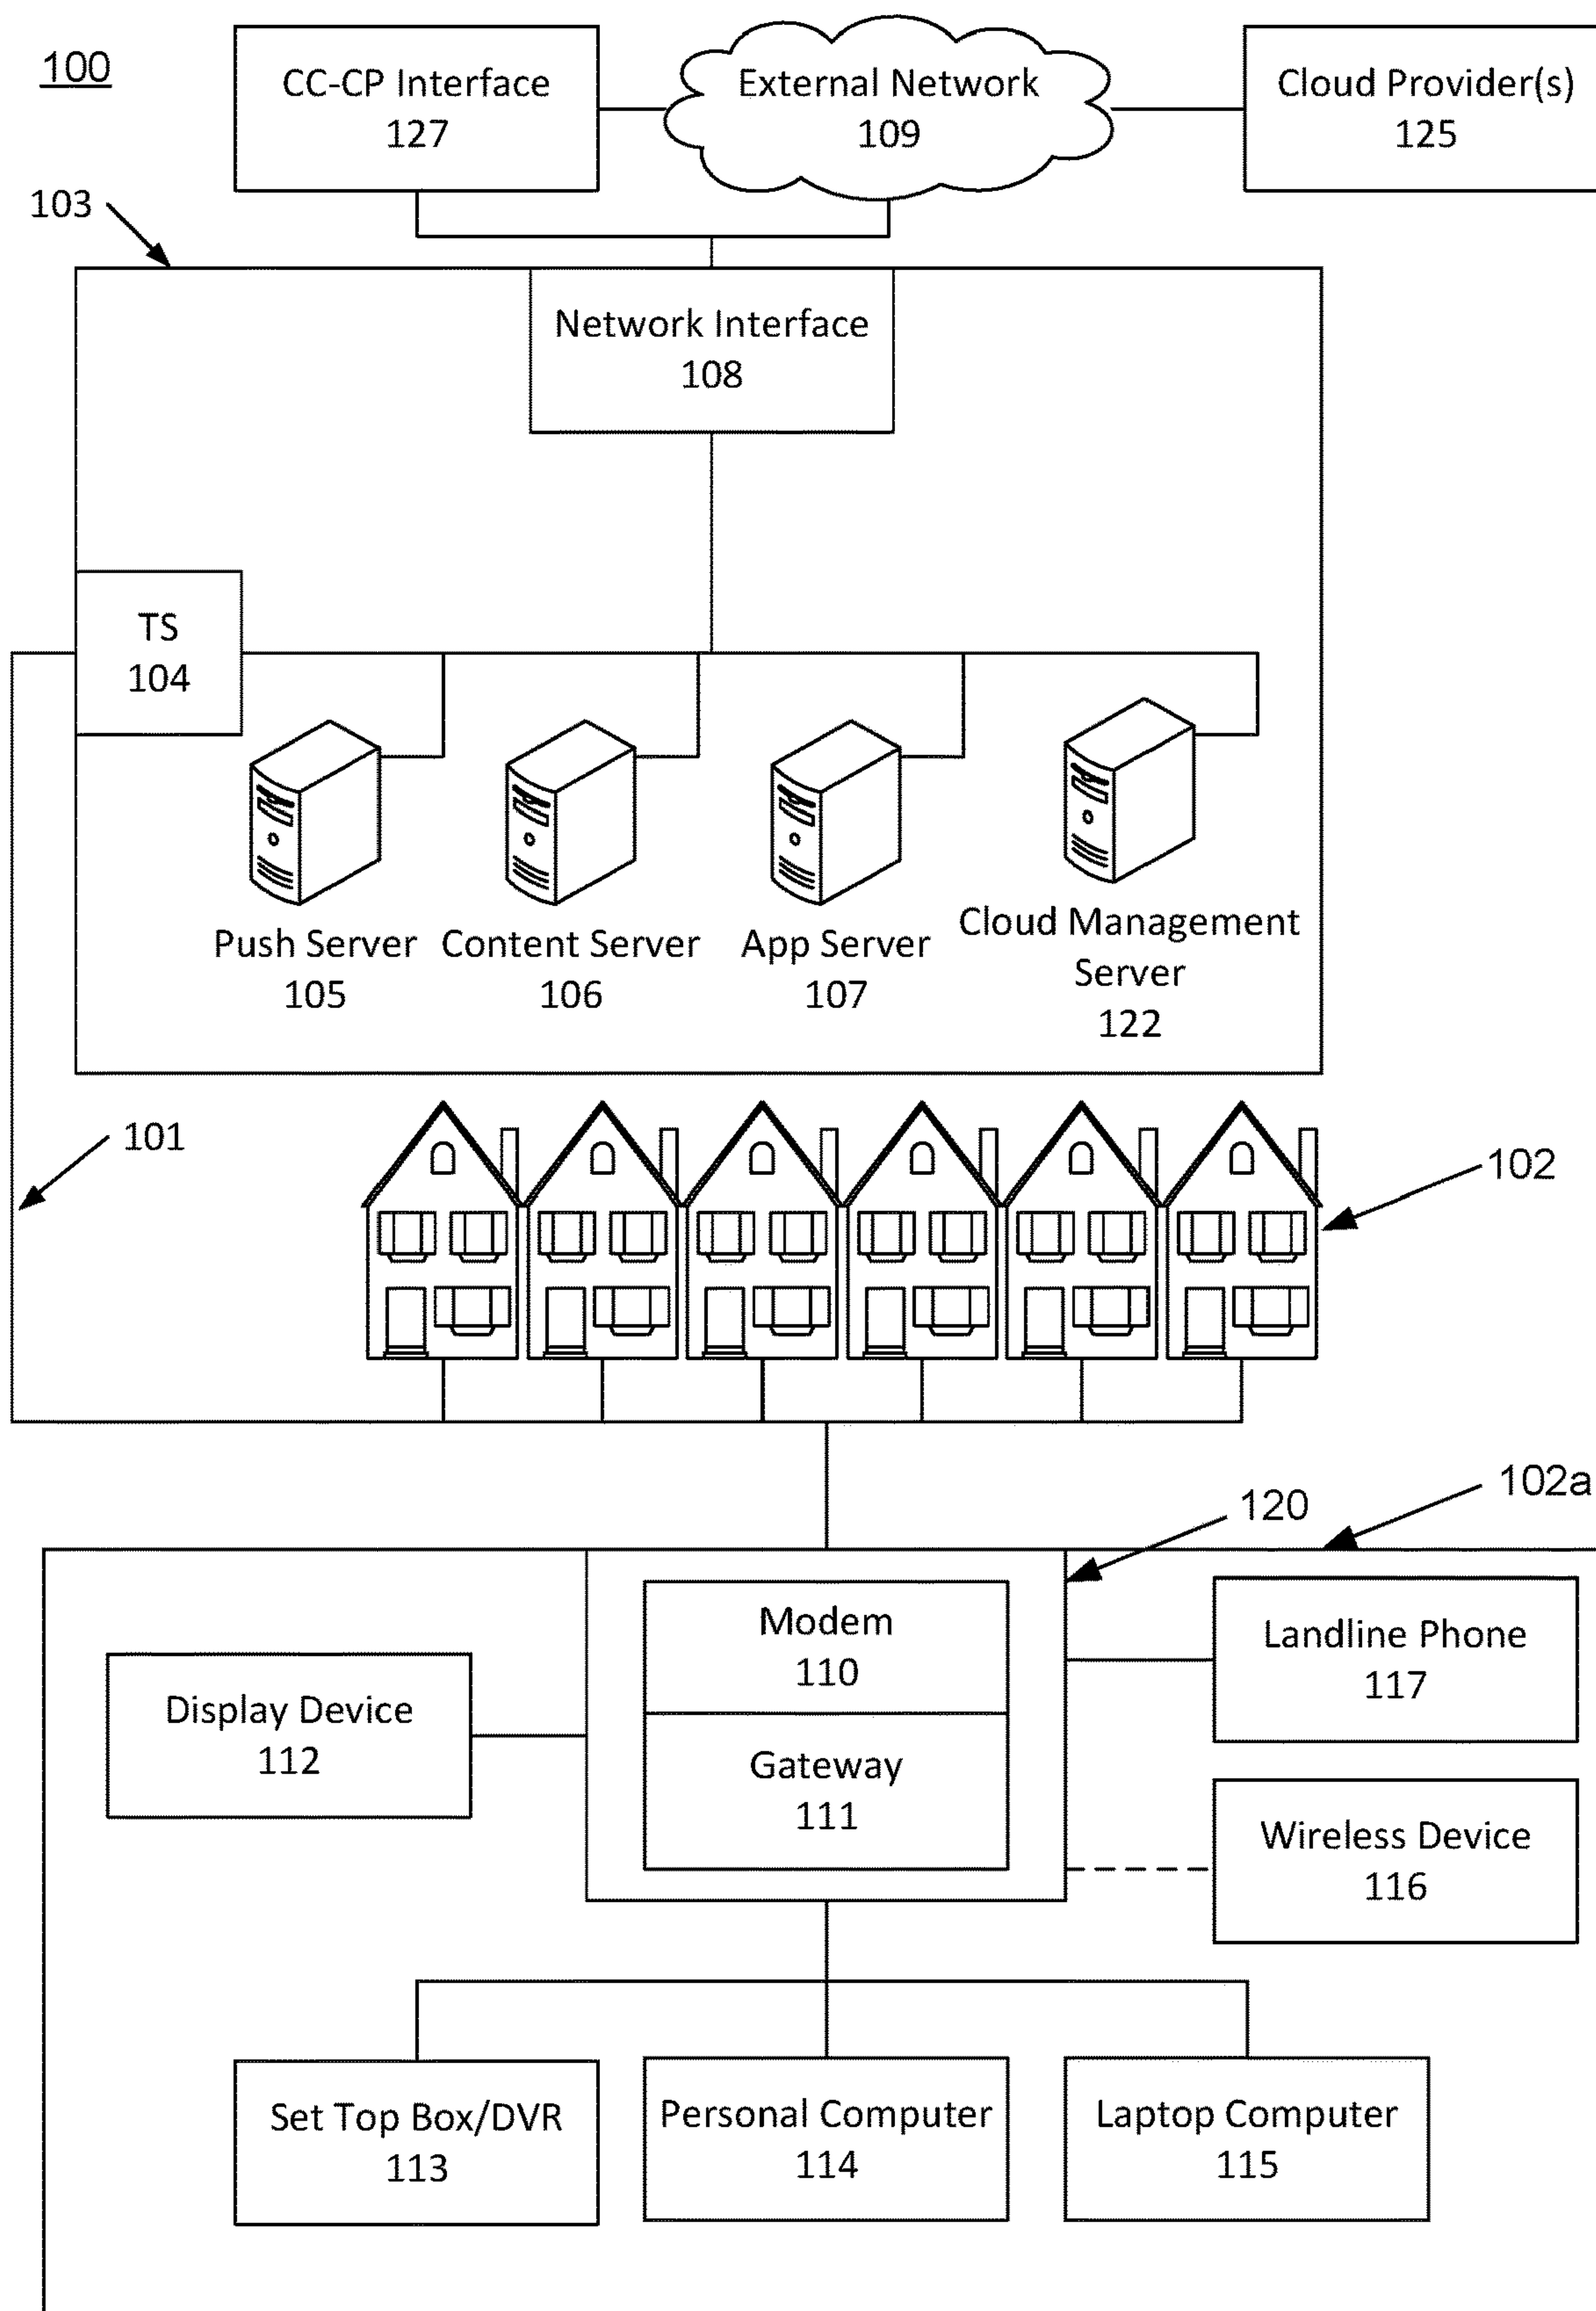 100
CC-CP Interface
127
External Network
109
Cloud Provider(s)
125
103
Network Interface
108
TS
104
Push Server
105
Content Server
106
App Server
107
Cloud Management
Server
122
101
102
102a
120
Modem
110
Gateway
111
Display Device
112
Landline Phone
117
Wireless Device
116
Set Top Box/DVR
113
Personal Computer
114
Laptop Computer
115